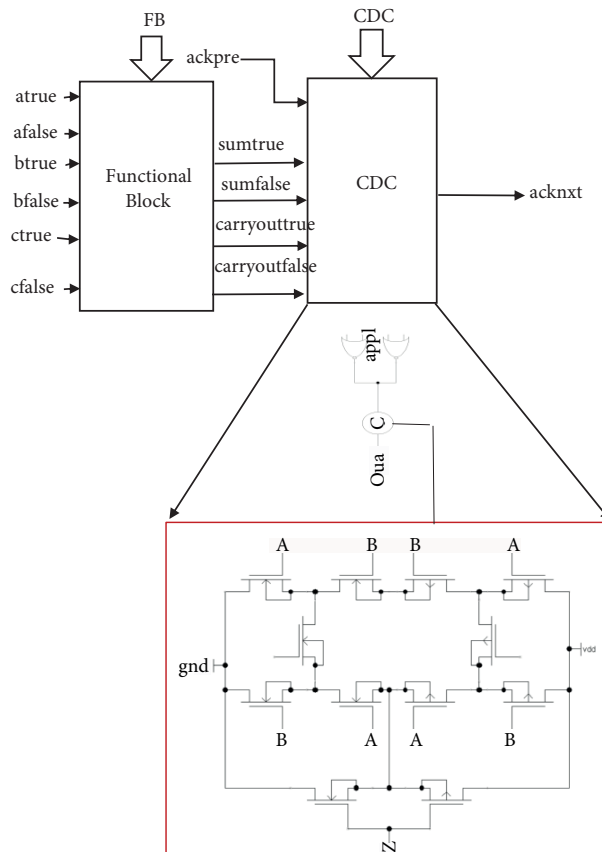 FB
CDC
ackpre
atrue
afalse
btrue
bfalse
ctrue
cfalse
Functional
Block
sumtrue
sumfalse
carryouttrue
carryoutfalse
CDC
acknxt
appl
C
Oua
A
B
B
A
gnd
vdd
B
A
A
B
Z